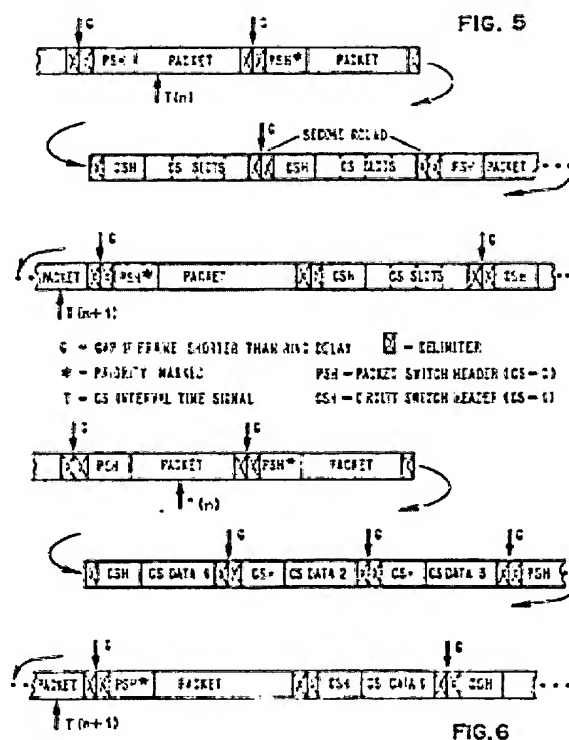 FIG. 5
G G
PSH PACKET PSH* PACKET
T(n)
G SECOND ROUND
CSH CS SLOTS CSH CS SLOTS PSH PACKET
G G
PACKET PSH* PACKET CSH CS SLOTS CSH
T(n+1)
G = GAP IF FRAME SHORTER THAN RING DELAY = DELIMITER
* = PRIORITY MARKED PSH = PACKET SWITCH HEADER (CS=0)
T = CS INTERVAL TIME SIGNAL CSH = CIRCUIT SWITCH HEADER (CS=1)
G G
PSH PACKET PSH* PACKET
(n)
G G G
CSH CS DATA 1 CS DATA 2 CS DATA 3 PSH
G G
PACKET PSH* PACKET CSH CS DATA 1 CSH
T(n+1)
FIG.6